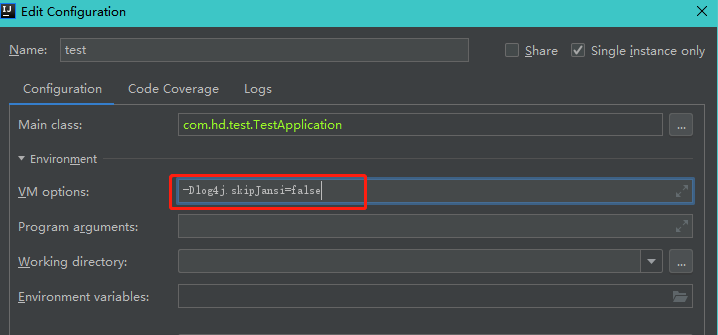 IJ Edit Configuration
Name: test Share Single instance only
Configuration Code Coverage Logs
Main class: com.hd.test.TestApplication ...
Environment
VM options: -Dlog4j.skipJansi=false
Program arguments:
Working directory: ...
Environment variables: